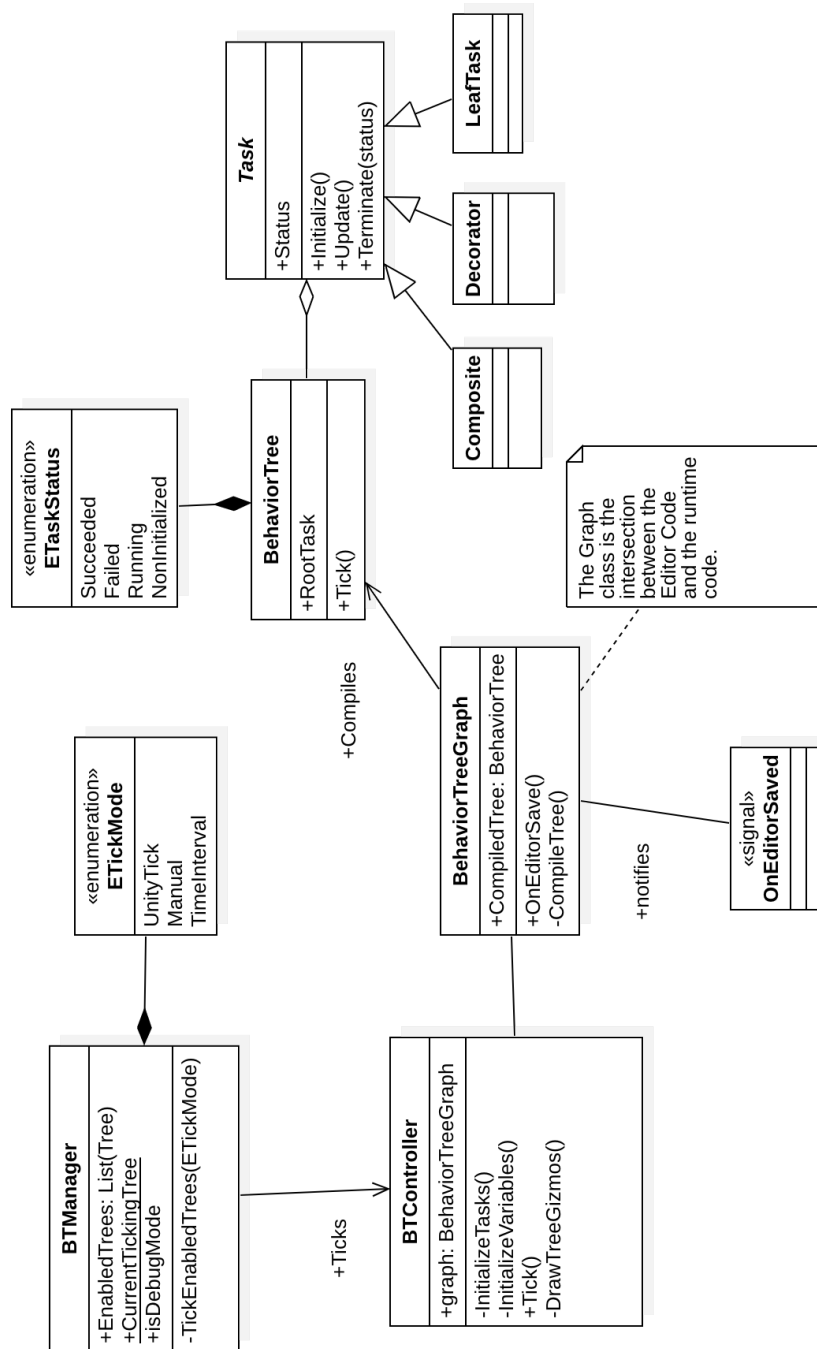 BTManager
+EnabledTrees: List(Tree)
+CurrentTickingTree
+isDebugMode
-TickEnabledTrees(ETickMode)
«enumeration»
ETickMode
UnityTick
Manual
TimeInterval
«enumeration»
ETaskStatus
Succeeded
Failed
Running
NonInitialized
Task
+Status
+Initialize()
+Update()
+Terminate(status)
BehaviorTree
+RootTask
+Tick()
+Ticks
+Compiles
BTController
+graph: BehaviorTreeGraph
-InitializeTasks()
-InitializeVariables()
+Tick()
-DrawTreeGizmos()
BehaviorTreeGraph
+CompiledTree: BehaviorTree
+OnEditorSave()
-CompileTree()
Composite
Decorator
LeafTask
The Graph
class is the
intersection
between the
Editor Code
and the runtime
code.
+notifies
«signal»
OnEditorSaved